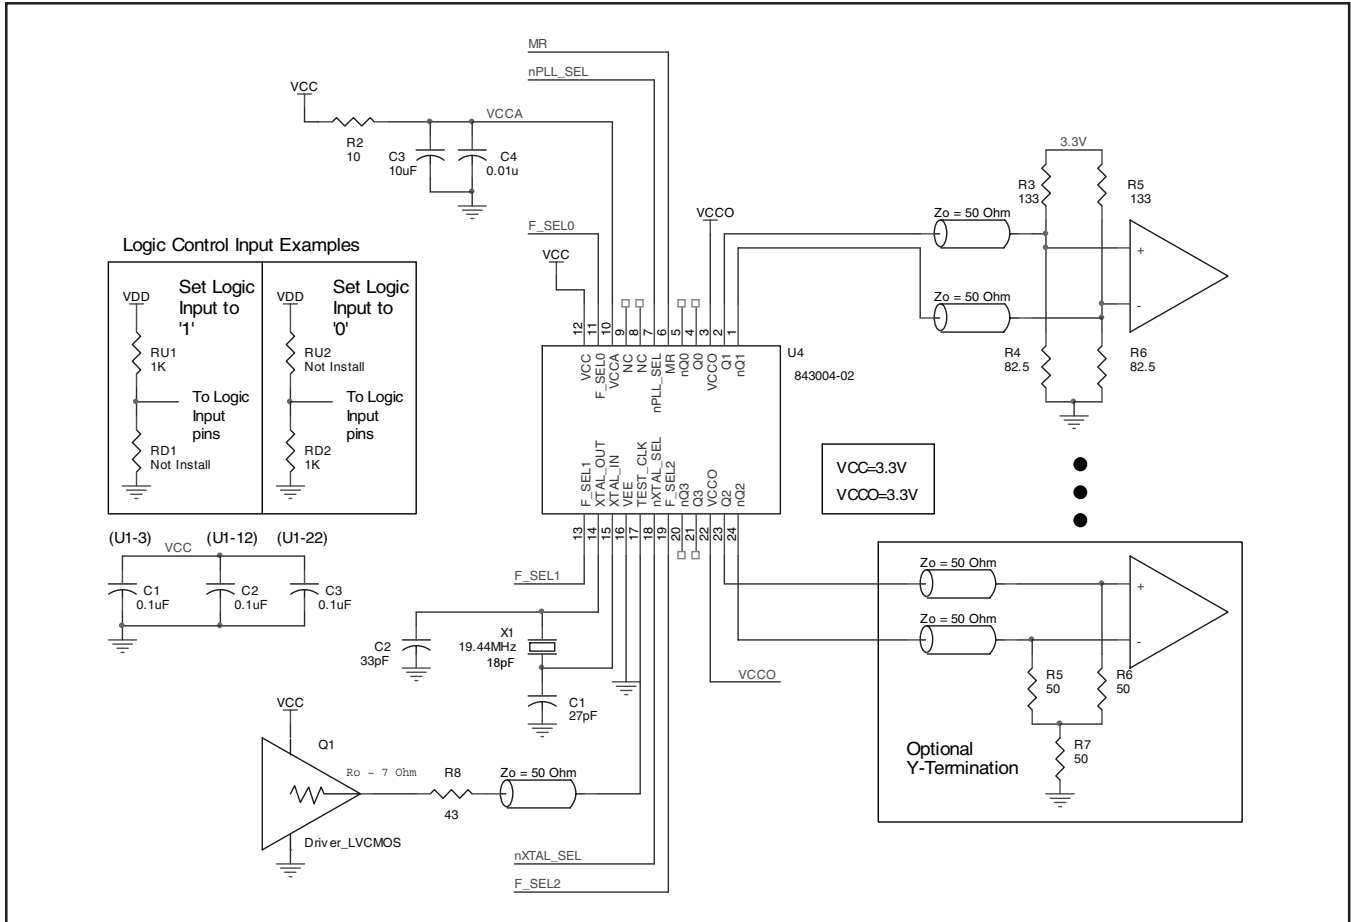 MR
nPLL_SEL
VCC
VCCA
R2
10
C3
10uF
C4
0.01u
3.3V
R3
133
R5
133
Zo = 50 Ohm
VCCO
F_SEL0
VCC
+
-
Zo = 50 Ohm
R4
82.5
R6
82.5
Logic Control Input Examples
Set Logic
Input to
'1'
VDD
RU1
1K
To Logic
Input
pins
RD1
Not Install
Set Logic
Input to
'0'
VDD
RU2
Not Install
To Logic
Input
pins
RD2
1K
12
11
10
9
8
7
6
5
4
3
2
1
U4
843004-02
VCC
F_SEL0
VCCA
NC
NC
nPLL_SEL
MR
nQ0
Q0
VCCO
Q1
nQ1
F_SEL1
XTAL_OUT
XTAL_IN
VEE
TEST_CLK
nXTAL_SEL
F_SEL2
nQ3
Q3
VCCO
Q2
nQ2
13
14
15
16
17
18
19
20
21
22
23
24
VCC=3.3V
VCCO=3.3V
(U1-3)
(U1-12)
(U1-22)
VCC
C1
0.1uF
C2
0.1uF
C3
0.1uF
F_SEL1
C2
33pF
X1
19.44MHz
18pF
C1
27pF
VCCO
Zo = 50 Ohm
+
Zo = 50 Ohm
-
R5
50
R6
50
R7
50
Optional
Y-Termination
VCC
Q1
Ro ~ 7 Ohm
R8
43
Zo = 50 Ohm
Driver_LVCMOS
nXTAL_SEL
F_SEL2